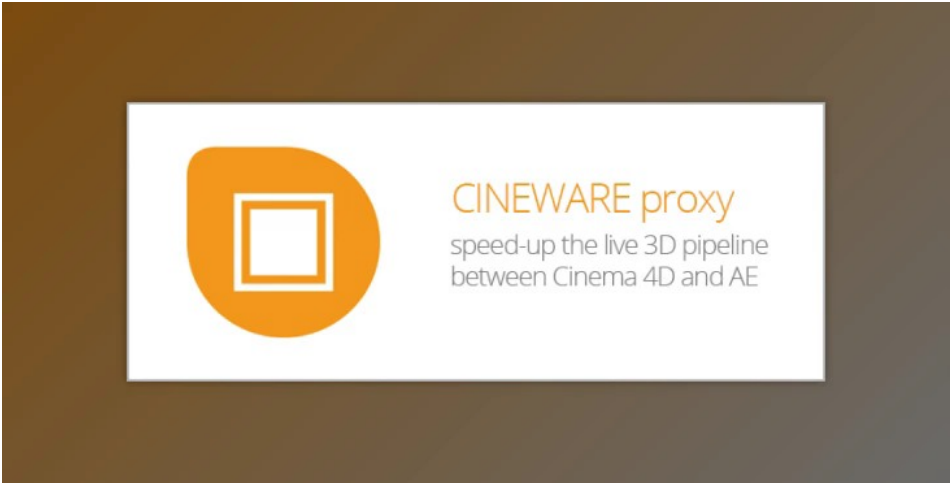 CINEWARE proxy
speed-up the live 3D pipeline
between Cinema 4D and AE